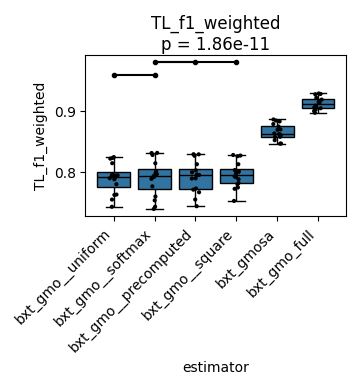 TL_f1_weighted
p = 1.86e-11
TL_f1_weighted
0.9
0.8
bxt_gmo__uniform
bxt_gmo__softmax
bxt_gmo__precomputed
bxt_gmo__square
bxt_gmosa
bxt_gmo_full
estimator